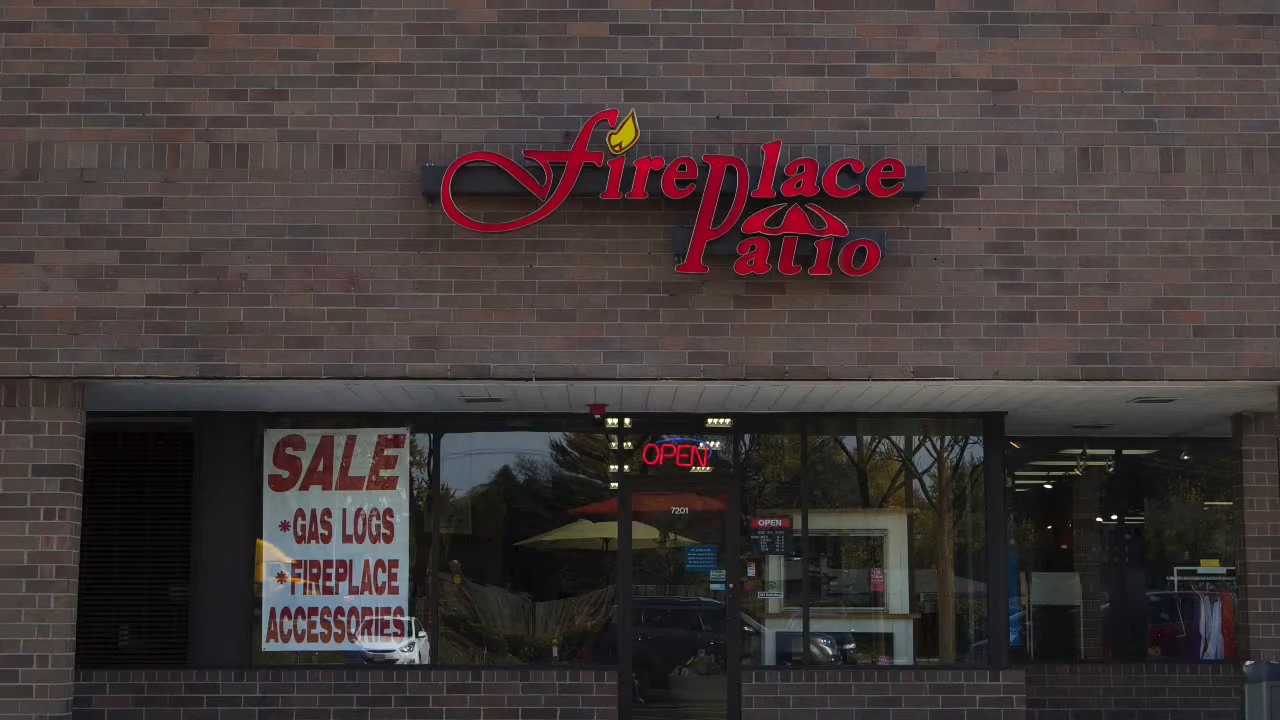 Fireplace
Patio
SALE
*GAS LOGS
*FIREPLACE
ACCESSORIES
OPEN
7201
OPEN